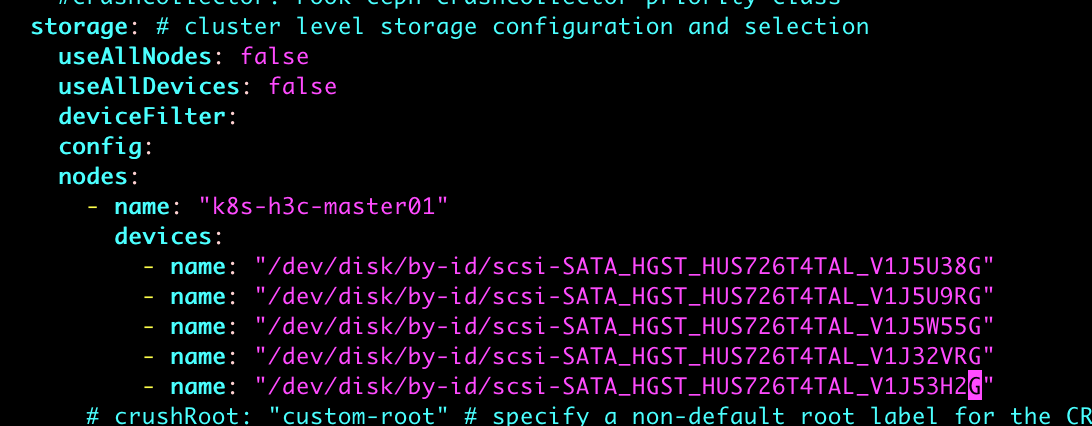 #crushcollector: rook-ceph-crushcollector-priority-class
storage: # cluster level storage configuration and selection
useAllNodes: false
useAllDevices: false
deviceFilter:
config:
nodes:
- name: "k8s-h3c-master01"
devices:
- name: "/dev/disk/by-id/scsi-SATA_HGST_HUS726T4TAL_V1J5U38G"
- name: "/dev/disk/by-id/scsi-SATA_HGST_HUS726T4TAL_V1J5U9RG"
- name: "/dev/disk/by-id/scsi-SATA_HGST_HUS726T4TAL_V1J5W55G"
- name: "/dev/disk/by-id/scsi-SATA_HGST_HUS726T4TAL_V1J32VRG"
- name: "/dev/disk/by-id/scsi-SATA_HGST_HUS726T4TAL_V1J53H2G"
# crushRoot: "custom-root" # specify a non-default root label for the CR